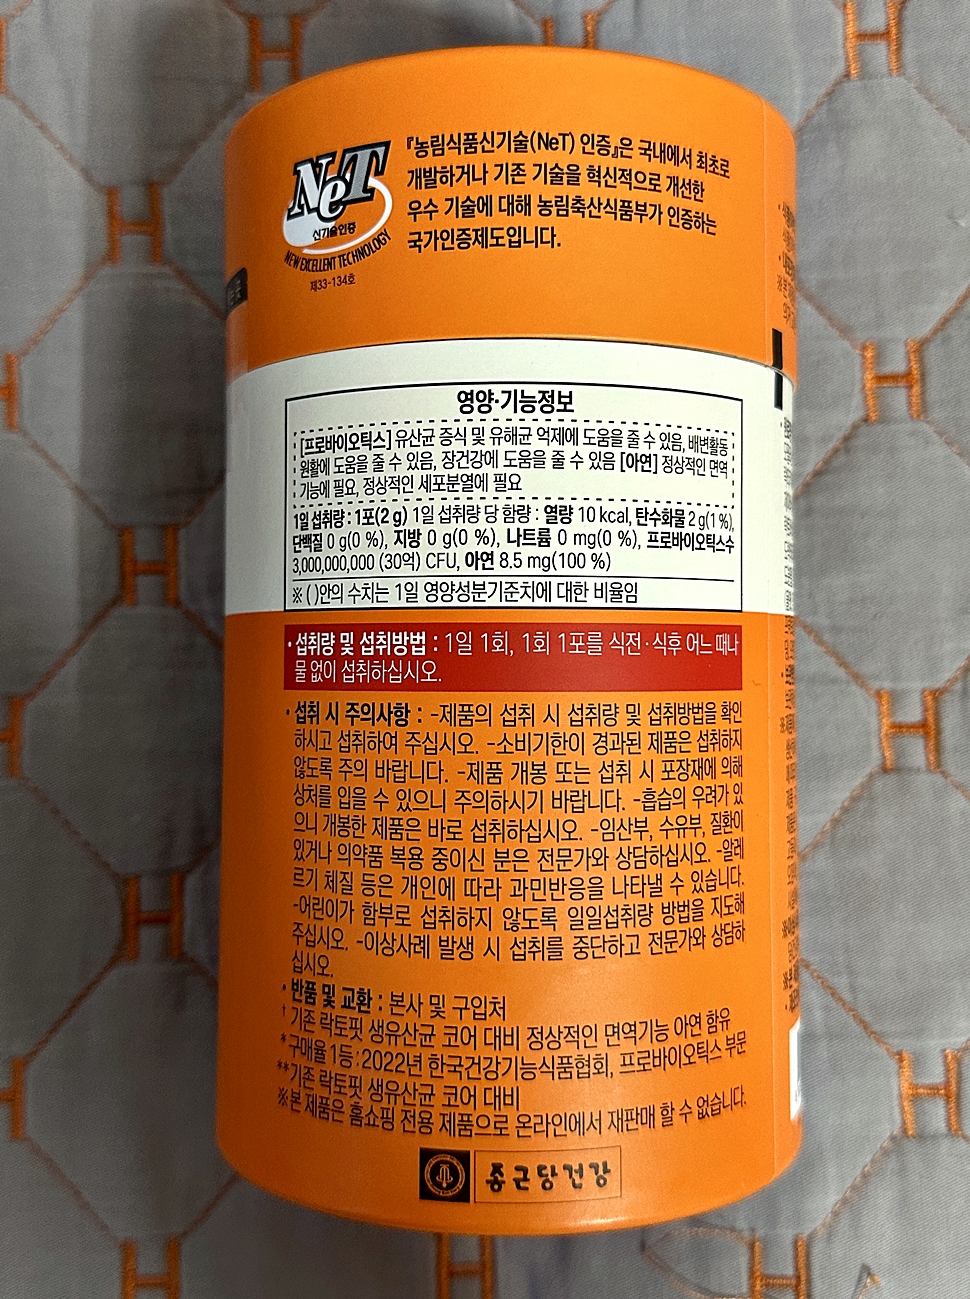 NeT
신기술인증
NEW EXCELLENT TECHNOLOGY
제33-134호
『농림식품신기술(NeT) 인증』은 국내에서 최초로
개발하거나 기존 기술을 혁신적으로 개선한
우수 기술에 대해 농림축산식품부가 인증하는
국가인증제도입니다.
영양·기능정보
[프로바이오틱스] 유산균 증식 및 유해균 억제에 도움을 줄 수 있음, 배변활동
원활에 도움을 줄 수 있음, 장건강에 도움을 줄 수 있음 [아연] 정상적인 면역
기능에 필요, 정상적인 세포분열에 필요
1일 섭취량 : 1포(2 g) 1일 섭취량 당 함량 : 열량 10 kcal, 탄수화물 2 g(1 %),
단백질 0 g(0 %), 지방 0 g(0 %), 나트륨 0 mg(0 %), 프로바이오틱스수
3,000,000,000 (30억) CFU, 아연 8.5 mg(100 %)
※ ( )안의 수치는 1일 영양성분기준치에 대한 비율임
• 섭취량 및 섭취방법 : 1일 1회, 1회 1포를 식전·식후 어느 때나
물 없이 섭취하십시오.
• 섭취 시 주의사항 : -제품의 섭취 시 섭취량 및 섭취방법을 확인
하시고 섭취하여 주십시오. -소비기한이 경과된 제품은 섭취하지
않도록 주의 바랍니다. -제품 개봉 또는 섭취 시 포장재에 의해
상처를 입을 수 있으니 주의하시기 바랍니다. -흡습의 우려가 있
으니 개봉한 제품은 바로 섭취하십시오. -임산부, 수유부, 질환이
있거나 의약품 복용 중이신 분은 전문가와 상담하십시오. -알레
르기 체질 등은 개인에 따라 과민반응을 나타낼 수 있습니다.
-어린이가 함부로 섭취하지 않도록 일일섭취량 방법을 지도해
주십시오. -이상사례 발생 시 섭취를 중단하고 전문가와 상담하
십시오.
• 반품 및 교환 : 본사 및 구입처
† 기존 락토핏 생유산균 코어 대비 정상적인 면역기능 아연 함유
* 구매율 1등 : 2022년 한국건강기능식품협회, 프로바이오틱스 부문
**기존 락토핏 생유산균 코어 대비
※본 제품은 홈쇼핑 전용 제품으로 온라인에서 재판매 할 수 없습니다.
종근당건강